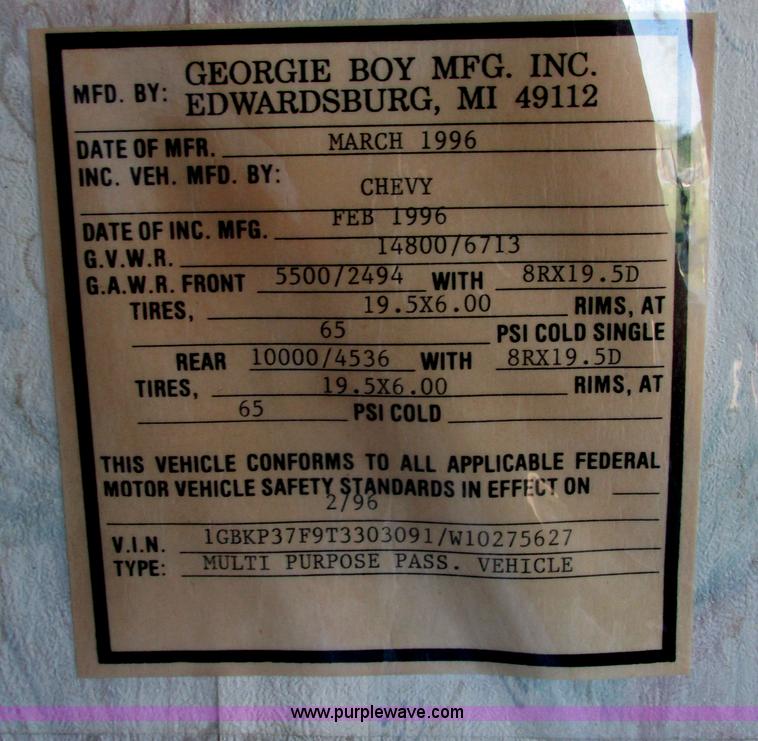 MFD. BY: GEORGIE BOY MFG. INC.
EDWARDSBURG, MI 49112
DATE OF MFR. MARCH 1996
INC. VEH. MFD. BY: CHEVY
DATE OF INC. MFG. FEB 1996
G.V.W.R. 14800/6713
G.A.W.R. FRONT 5500/2494 WITH 8RX19.5D
TIRES, 19.5X6.00 RIMS, AT
65 PSI COLD SINGLE
REAR 10000/4536 WITH 8RX19.5D
TIRES, 19.5X6.00 RIMS, AT
65 PSI COLD
THIS VEHICLE CONFORMS TO ALL APPLICABLE FEDERAL
MOTOR VEHICLE SAFETY STANDARDS IN EFFECT ON
2/96
V.I.N. 1GBKP37F9T3303091/W10275627
TYPE: MULTI PURPOSE PASS. VEHICLE
www.purplewave.com